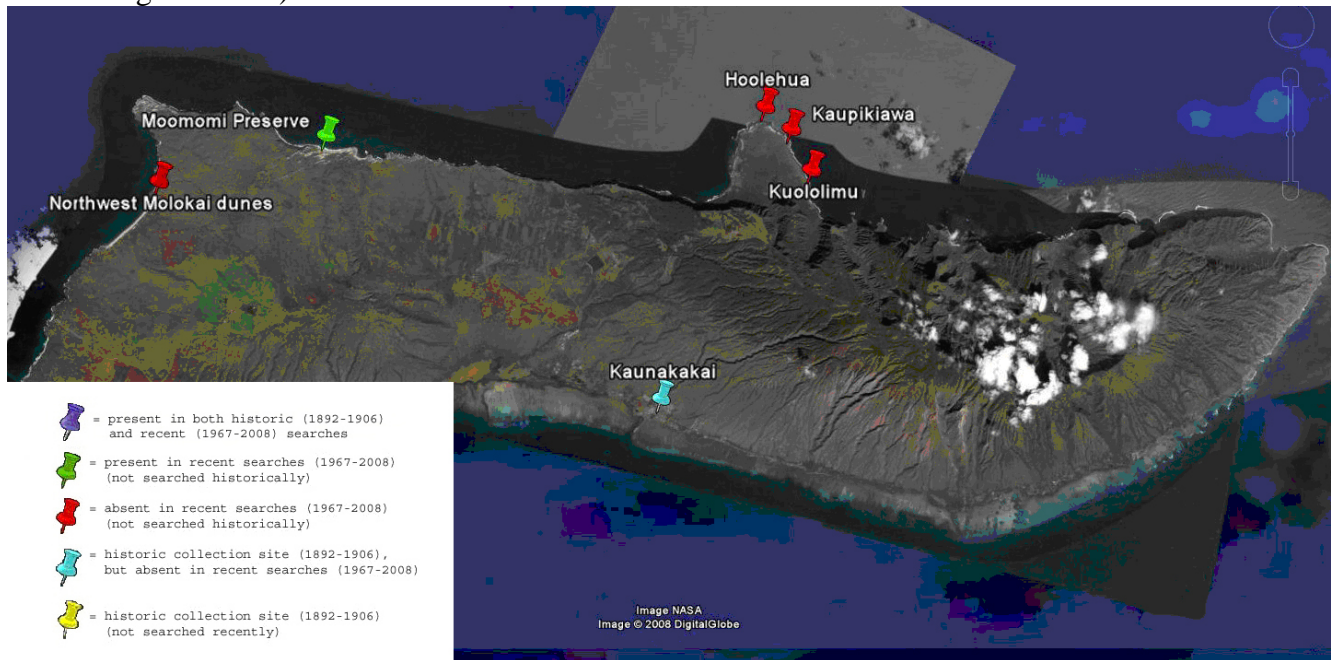 Hoolehua
Moomomi Preserve
Kaupikiawa
Kuololimu
Northwest Molokai dunes
Kaunakakai
= present in both historic (1892-1906)
and recent (1967-2008) searches
= present in recent searches (1967-2008)
(not searched historically)
= absent in recent searches (1967-2008)
(not searched historically)
= historic collection site (1892-1906),
but absent in recent searches (1967-2008)
= historic collection site (1892-1906)
(not searched recently)
Image NASA
Image © 2008 DigitalGlobe